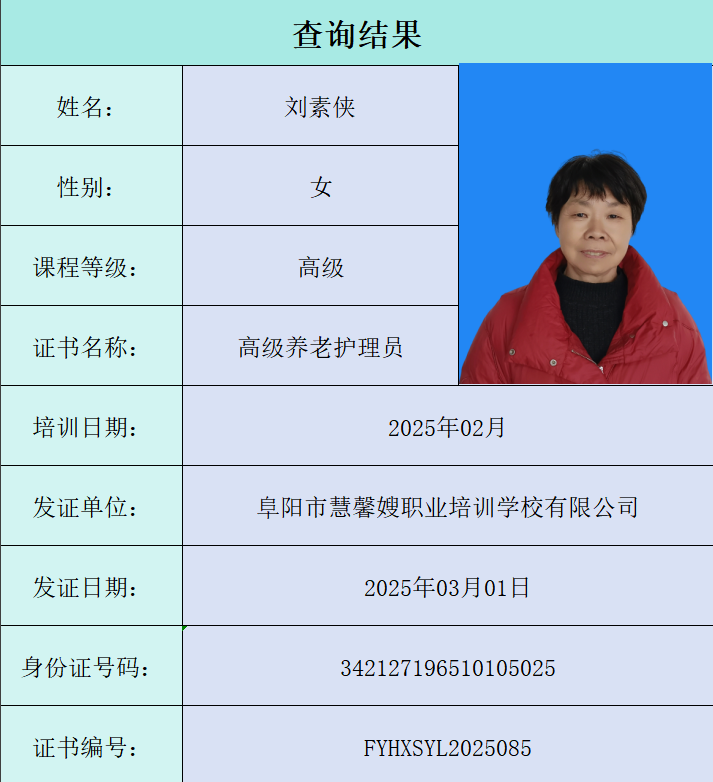 查询结果
姓名： 刘素侠
性别： 女
课程等级： 高级
证书名称： 高级养老护理员
培训日期： 2025年02月
发证单位： 阜阳市慧馨嫂职业培训学校有限公司
发证日期： 2025年03月01日
身份证号码： 342127196510105025
证书编号： FYHXSYL2025085